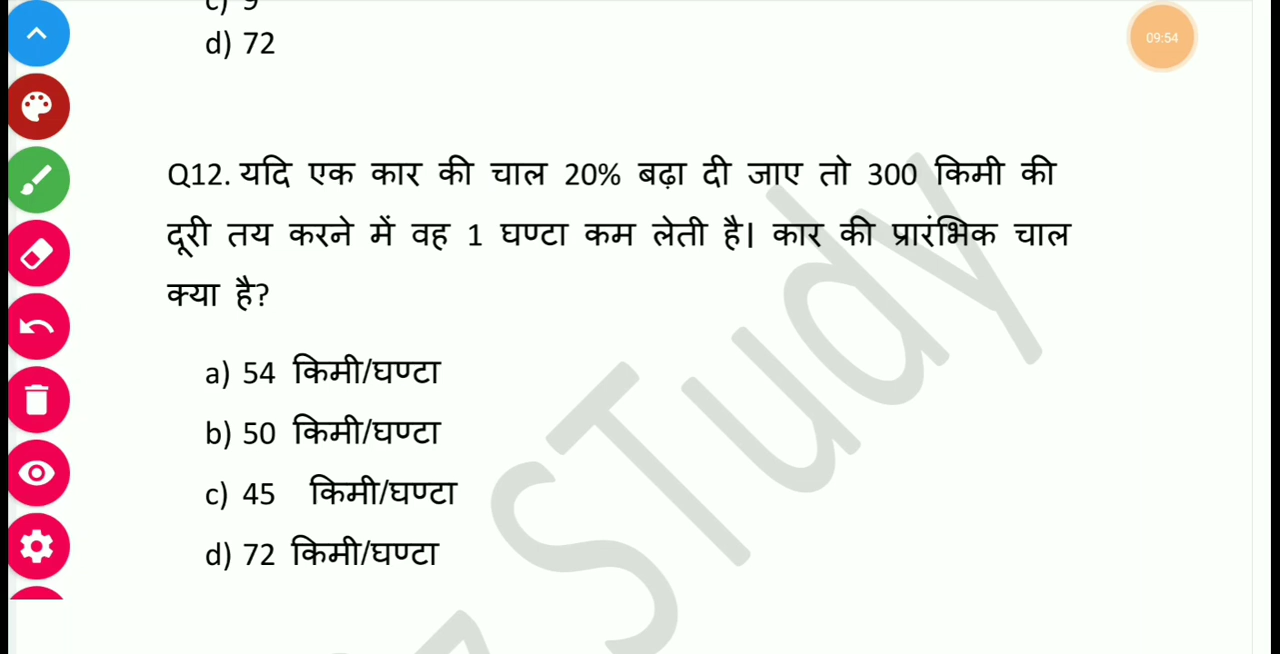 d) 72
09:54
Q12. यदि एक कार की चाल 20% बढ़ा दी जाए तो 300 किमी की
दूरी तय करने में वह 1 घण्टा कम लेती है। कार की प्रारंभिक चाल
क्या है?
a) 54 किमी/घण्टा
b) 50 किमी/घण्टा
c) 45 किमी/घण्टा
d) 72 किमी/घण्टा
STudy